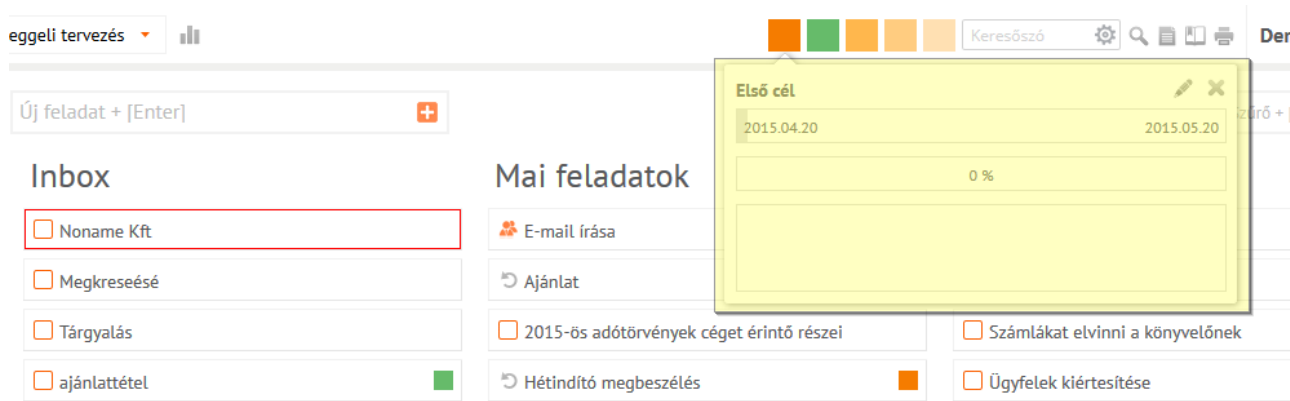 eggeli tervezés
Keresőszó
Der
Első cél
2015.04.20
2015.05.20
0 %
Új feladat + [Enter]
zűrő + [
Inbox
Noname Kft
Megkreseésé
Tárgyalás
ajánlattétel
Mai feladatok
E-mail írása
Ajánlat
2015-ös adótörvények céget érintő részei
Hétindító megbeszélés
Számlákat elvinni a könyvelőnek
Ügyfelek kiértesítése